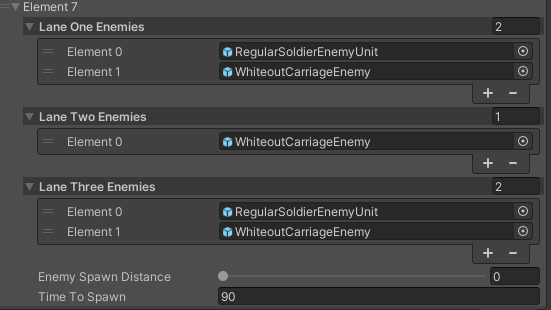 Element 7
Lane One Enemies 2
Element 0 RegularSoldierEnemyUnit
Element 1 WhiteoutCarriageEnemy
Lane Two Enemies 1
Element 0 WhiteoutCarriageEnemy
Lane Three Enemies 2
Element 0 RegularSoldierEnemyUnit
Element 1 WhiteoutCarriageEnemy
Enemy Spawn Distance 0
Time To Spawn 90